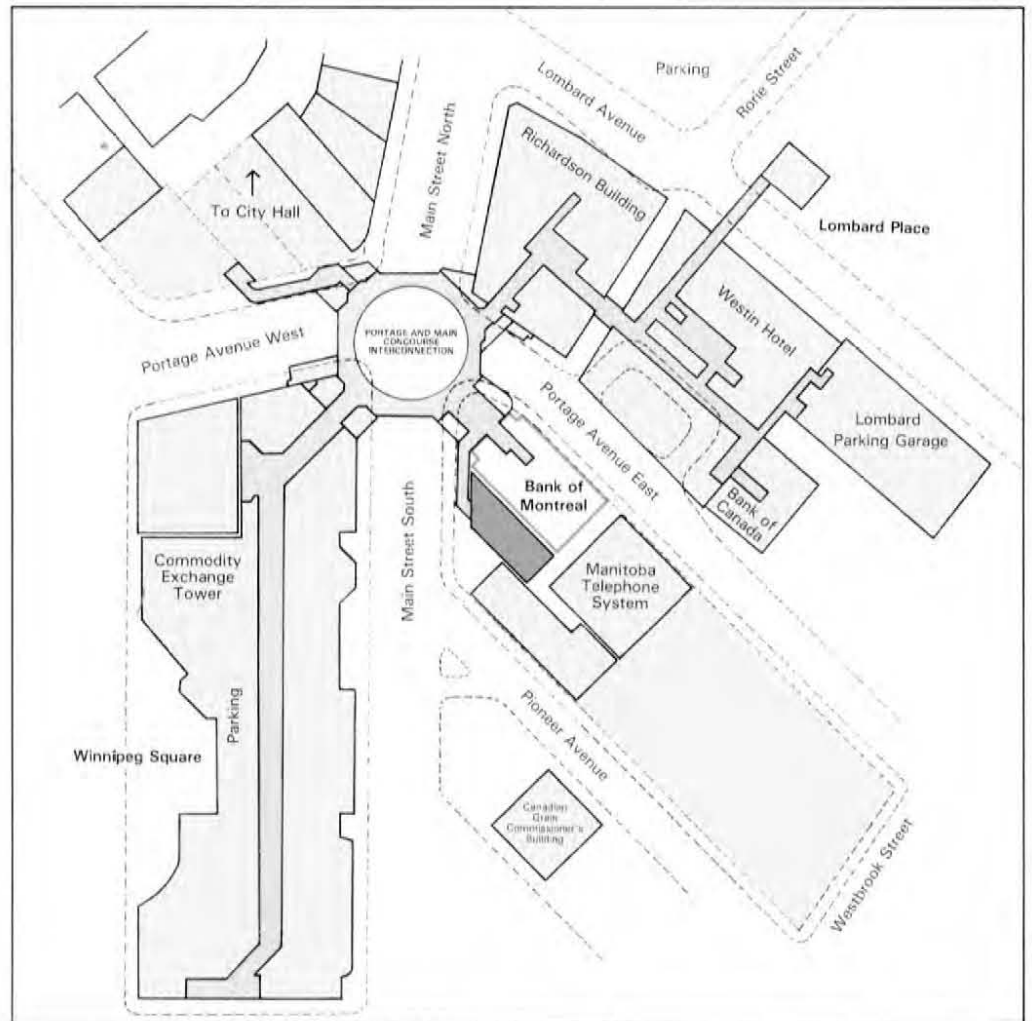 Parking
Rorie Street
Lombard Avenue
Richardson Building
Main Street North
To City Hall
Lombard Place
PORTAGE AND MAIN
CONCOURSE
INTERCONNECTION
Portage Avenue West
Westin Hotel
Portage Avenue East
Lombard
Parking Garage
Bank of
Montreal
Bank of
Canada
Main Street South
Commodity
Exchange
Tower
Manitoba
Telephone
System
Parking
Pioneer Avenue
Winnipeg Square
Canadian
Grain
Commissioner's
Building
Westbrook Street